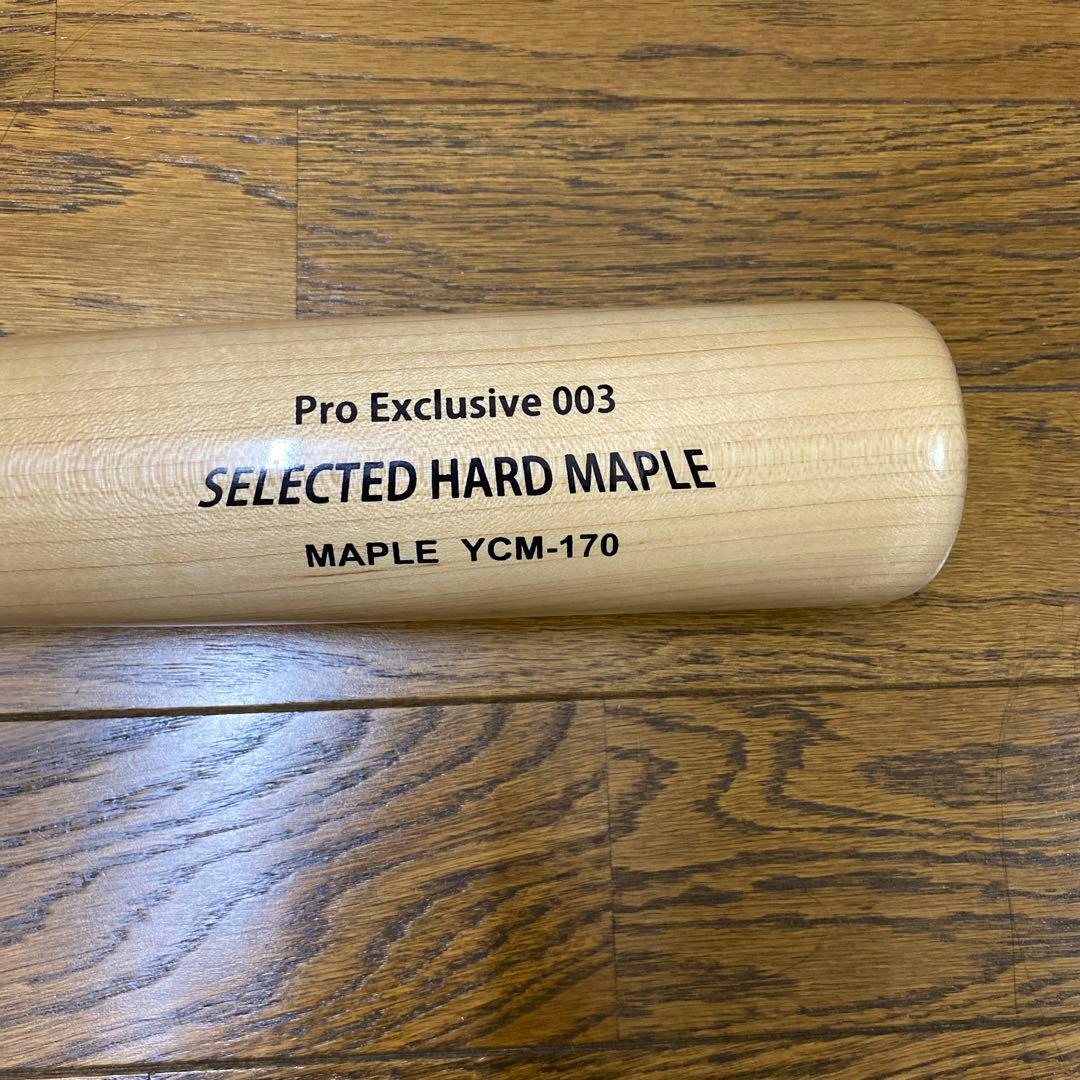 Pro Exclusive 003
SELECTED HARD MAPLE
MAPLE YCM-170